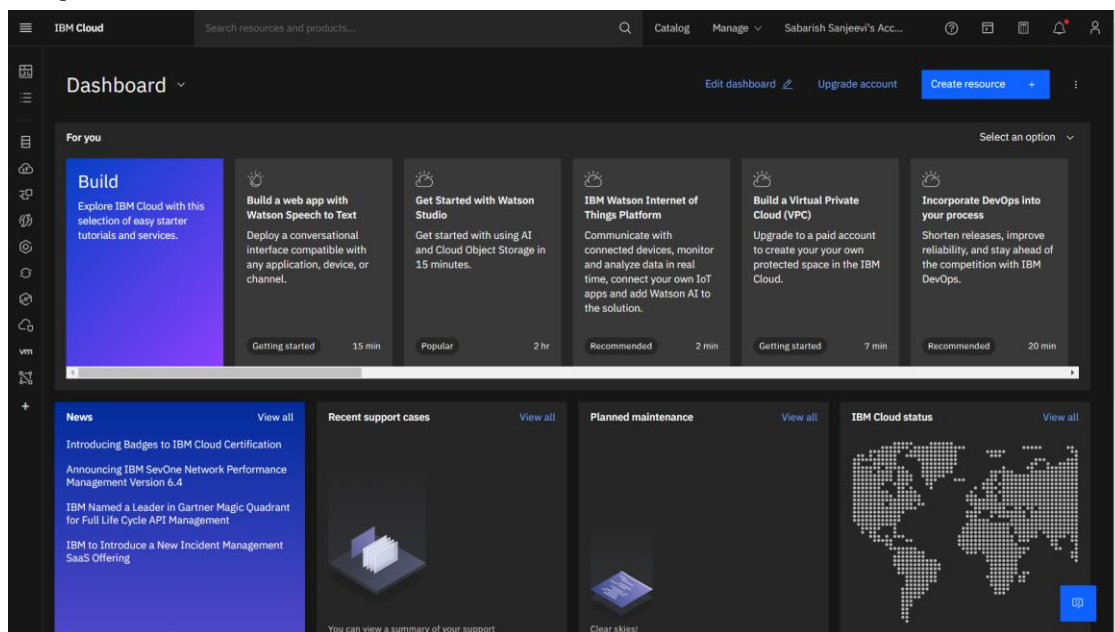 IBM Cloud
Search resources and products...
Catalog
Manage
Sabarish Sanjeevi's Acc...
Dashboard
Edit dashboard
Upgrade account
Create resource +
For you
Select an option
Build
Explore IBM Cloud with this
selection of easy starter
tutorials and services.
Build a web app with
Watson Speech to Text
Deploy a conversational
interface compatible with
any application, device, or
channel.
Getting started
15 min
Get Started with Watson
Studio
Get started with using AI
and Cloud Object Storage in
15 minutes.
Popular
2 hr
IBM Watson Internet of
Things Platform
Communicate with
connected devices, monitor
and analyze data in real
time, connect your own IoT
apps and add Watson AI to
the solution.
Recommended
2 min
Build a Virtual Private
Cloud (VPC)
Upgrade to a paid account
to create your your own
protected space in the IBM
Cloud.
Getting started
7 min
Incorporate DevOps into
your process
Shorten releases, improve
reliability, and stay ahead of
the competition with IBM
DevOps.
Recommended
20 min
vm
News
View all
Introducing Badges to IBM Cloud Certification
Announcing IBM SevOne Network Performance
Management Version 6.4
IBM Named a Leader in Gartner Magic Quadrant
for Full Life Cycle API Management
IBM to Introduce a New Incident Management
SaaS Offering
Recent support cases
View all
You can view a summary of your support
Planned maintenance
View all
Clear skies!
IBM Cloud status
View all